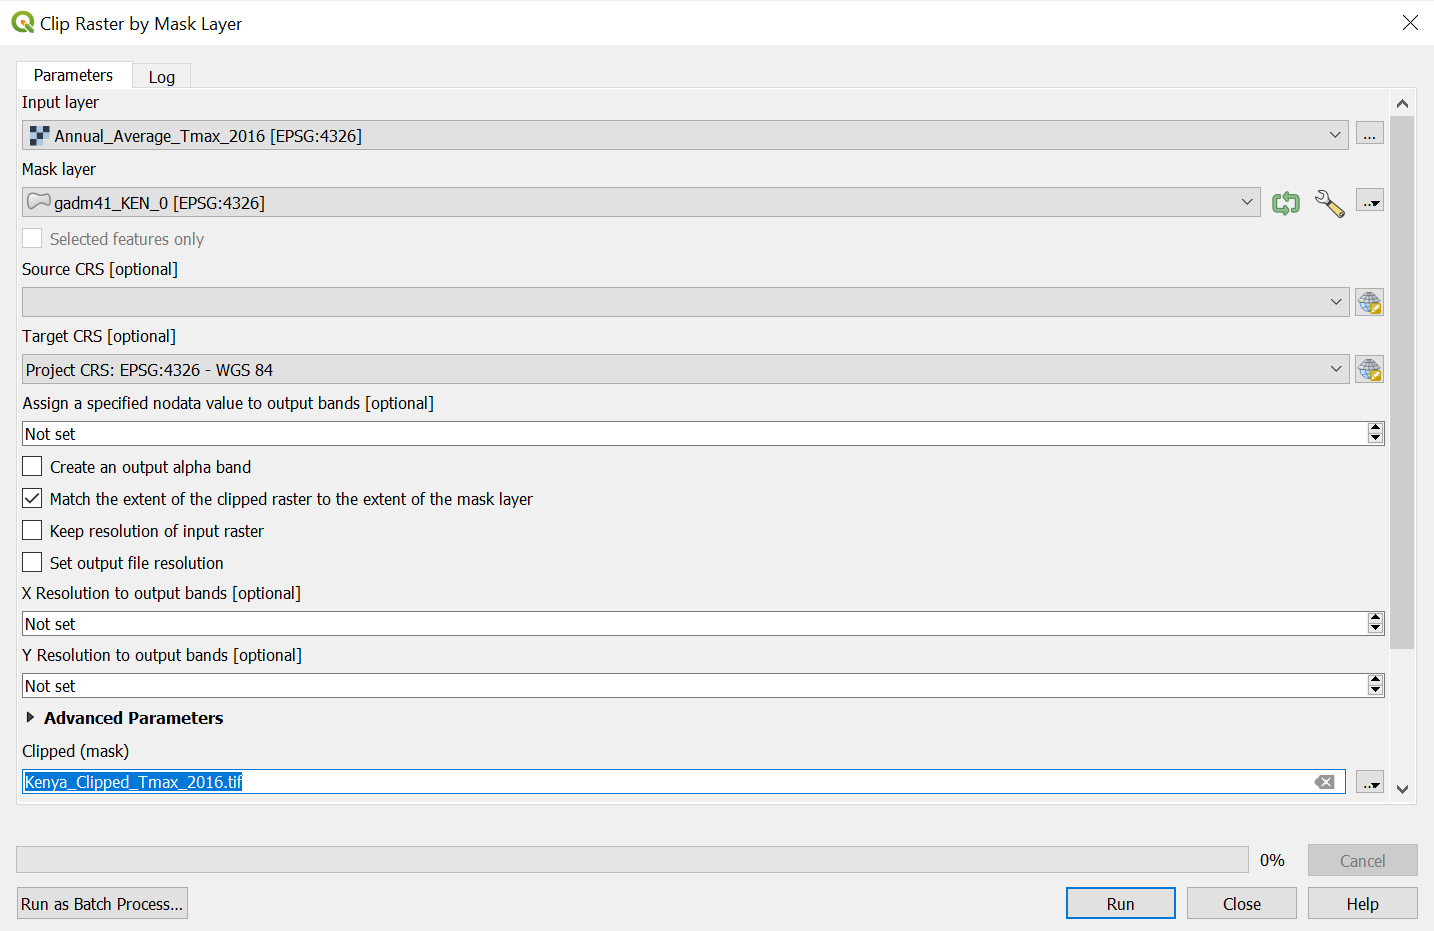 Clip Raster by Mask Layer
Parameters
Log
Input layer
Annual_Average_Tmax_2016 [EPSG:4326]
...
Mask layer
gadm41_KEN_0 [EPSG:4326]
...
Selected features only
Source CRS [optional]
Target CRS [optional]
Project CRS: EPSG:4326 - WGS 84
Assign a specified nodata value to output bands [optional]
Not set
Create an output alpha band
Match the extent of the clipped raster to the extent of the mask layer
Keep resolution of input raster
Set output file resolution
X Resolution to output bands [optional]
Not set
Y Resolution to output bands [optional]
Not set
Advanced Parameters
Clipped (mask)
Kenya_Clipped_Tmax_2016.tif
...
0%
Cancel
Run as Batch Process...
Run
Close
Help